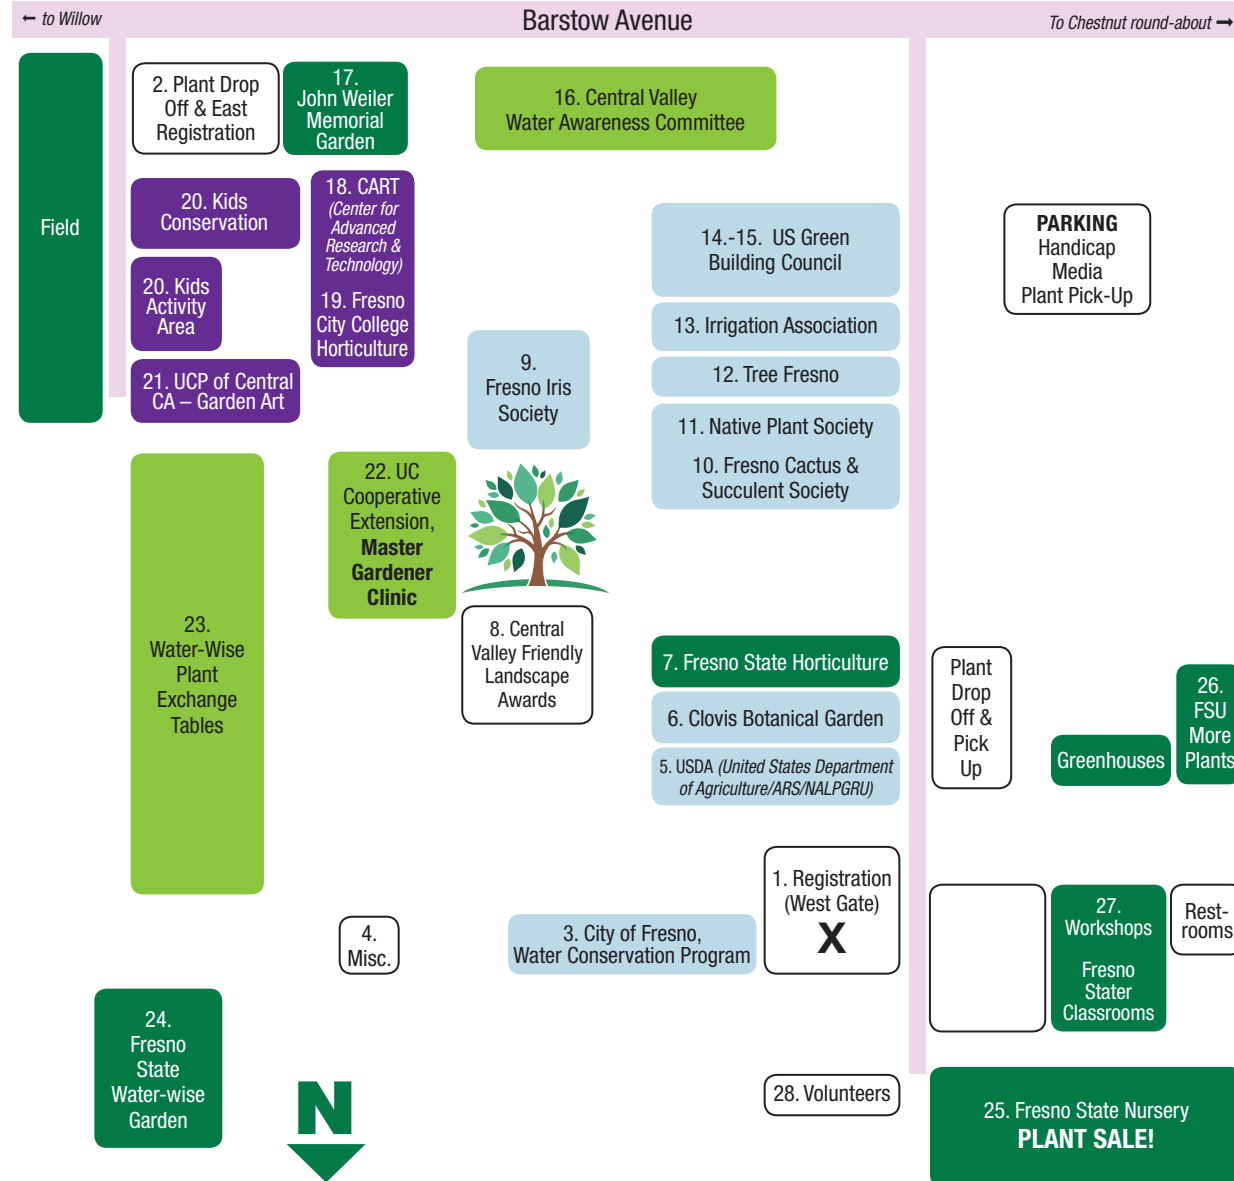 ← to Willow
Barstow Avenue
To Chestnut round-about →
Field
2. Plant Drop
Off & East
Registration
17.
John Weiler
Memorial
Garden
16. Central Valley
Water Awareness Committee
20. Kids
Conservation
18. CART
(Center for
Advanced
Research &
Technology)
19. Fresno
City College
Horticulture
20. Kids
Activity
Area
21. UCP of Central
CA – Garden Art
14.-15. US Green
Building Council
13. Irrigation Association
12. Tree Fresno
11. Native Plant Society
10. Fresno Cactus &
Succulent Society
PARKING
Handicap
Media
Plant Pick-Up
9.
Fresno Iris
Society
22. UC
Cooperative
Extension,
Master
Gardener
Clinic
23.
Water-Wise
Plant
Exchange
Tables
8. Central
Valley Friendly
Landscape
Awards
7. Fresno State Horticulture
6. Clovis Botanical Garden
5. USDA (United States Department
of Agriculture/ARS/NALPGRU)
Plant
Drop
Off &
Pick
Up
Greenhouses
26.
FSU
More
Plants
1. Registration
(West Gate)
X
3. City of Fresno,
Water Conservation Program
4.
Misc.
27.
Workshops
Fresno
Stater
Classrooms
Rest-
rooms
24.
Fresno
State
Water-wise
Garden
N
28. Volunteers
25. Fresno State Nursery
PLANT SALE!